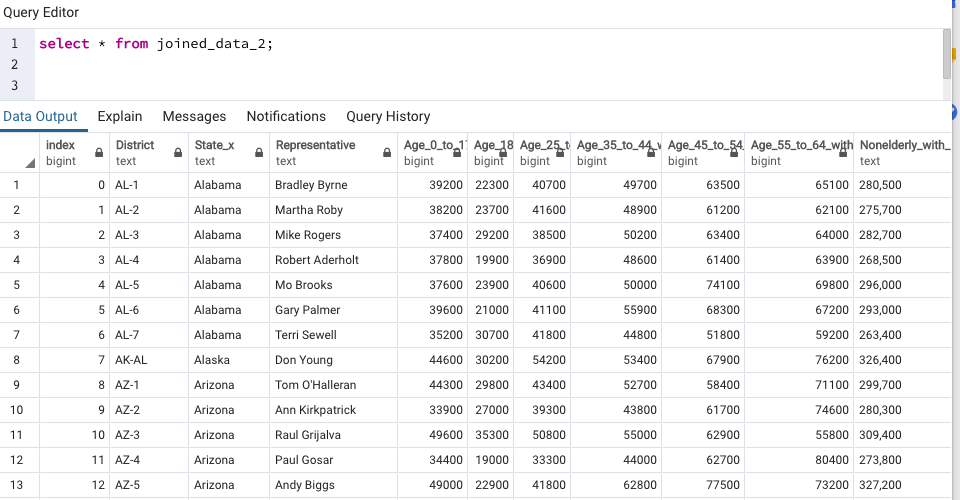 Query Editor
1 select * from joined_data_2;
2
3
Data Output Explain Messages Notifications Query History
index District State_x Representative Age_0_to_17 Age_18 Age_25_t Age_35_to_44_w Age_45_to_54_ Age_55_to_64_with Nonelderly_with_
bigint text text text bigint bigint bigint bigint bigint bigint text
1 0 AL-1 Alabama Bradley Byrne 39200 22300 40700 49700 63500 65100 280,500
2 1 AL-2 Alabama Martha Roby 38200 23700 41600 48900 61200 62100 275,700
3 2 AL-3 Alabama Mike Rogers 37400 29200 38500 50200 63400 64000 282,700
4 3 AL-4 Alabama Robert Aderholt 37800 19900 36900 48600 61400 63900 268,500
5 4 AL-5 Alabama Mo Brooks 37600 23900 40600 50000 74100 69800 296,000
6 5 AL-6 Alabama Gary Palmer 39600 21000 41100 55900 68300 67200 293,000
7 6 AL-7 Alabama Terri Sewell 35200 30700 41800 44800 51800 59200 263,400
8 7 AK-AL Alaska Don Young 44600 30200 54200 53400 67900 76200 326,400
9 8 AZ-1 Arizona Tom O'Halleran 44300 29800 43400 52700 58400 71100 299,700
10 9 AZ-2 Arizona Ann Kirkpatrick 33900 27000 39300 43800 61700 74600 280,300
11 10 AZ-3 Arizona Raul Grijalva 49600 35300 50800 55000 62900 55800 309,400
12 11 AZ-4 Arizona Paul Gosar 34400 19000 33300 44000 62700 80400 273,800
13 12 AZ-5 Arizona Andy Biggs 49000 22900 41800 62800 77500 73200 327,200